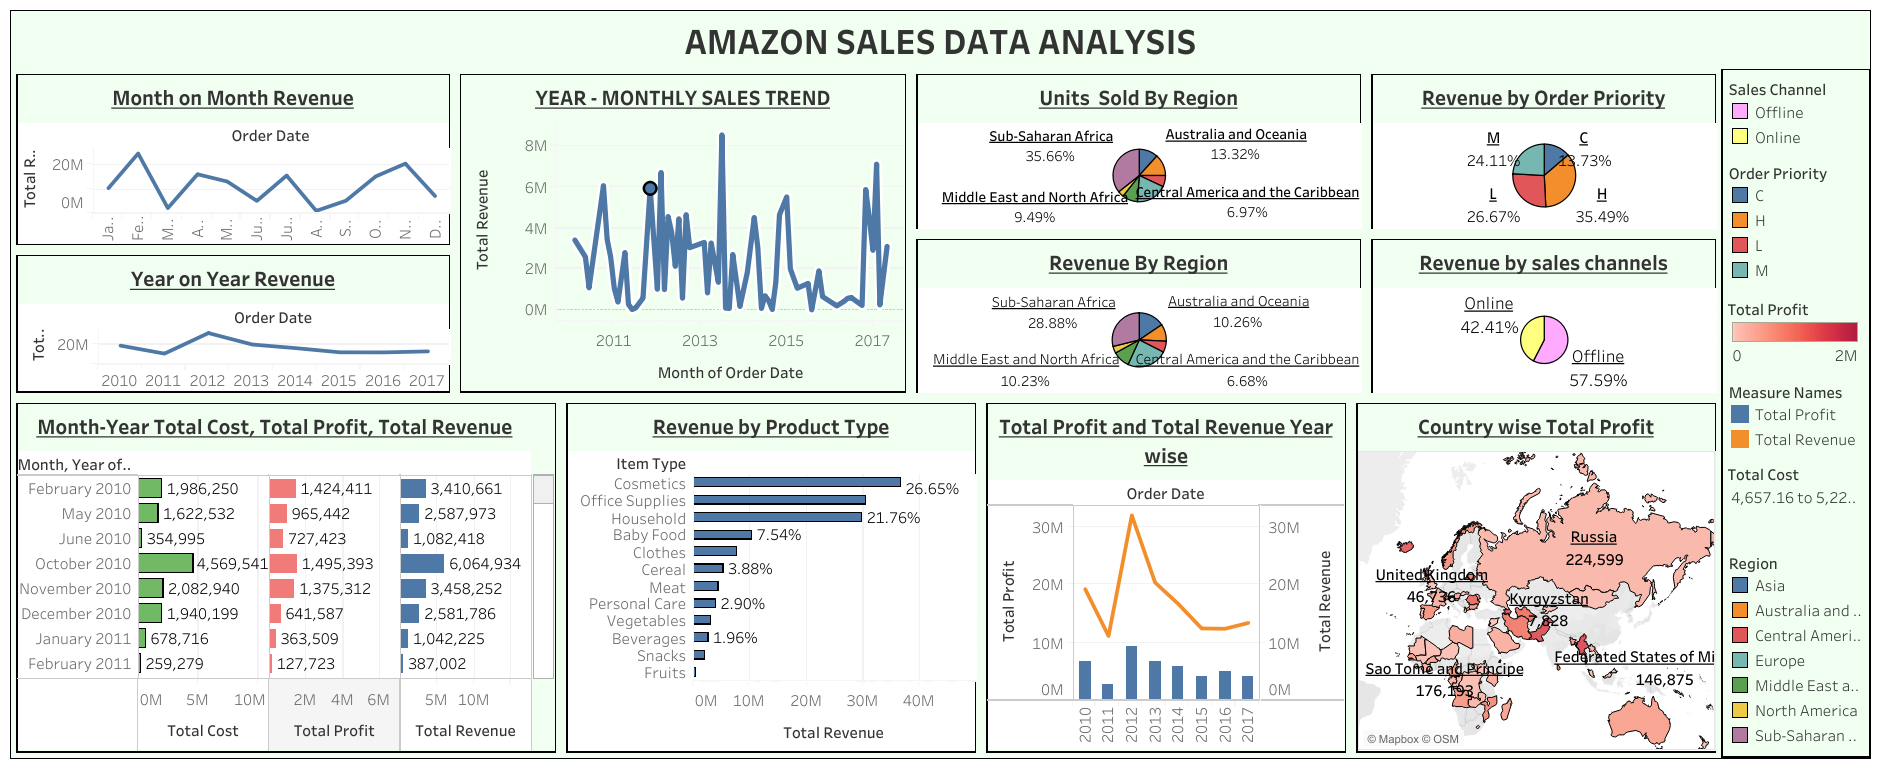 AMAZON SALES DATA ANALYSIS
Month on Month Revenue
Order Date
Total R..
20M
0M
Ja..
Fe..
M..
A..
M..
Ju..
Ju..
A..
S..
O..
N..
D..
Year on Year Revenue
Order Date
Tot..
20M
2010 2011 2012 2013 2014 2015 2016 2017
YEAR - MONTHLY SALES TREND
Total Revenue
8M
6M
4M
2M
0M
2011 2013 2015 2017
Month of Order Date
Units Sold By Region
Sub-Saharan Africa
35.66%
Australia and Oceania
13.32%
Middle East and North Africa
9.49%
Central America and the Caribbean
6.97%
Revenue By Region
Sub-Saharan Africa
28.88%
Australia and Oceania
10.26%
Middle East and North Africa
10.23%
Central America and the Caribbean
6.68%
Revenue by Order Priority
M
24.11%
C
13.73%
L
26.67%
H
35.49%
Revenue by sales channels
Online
42.41%
Offline
57.59%
Sales Channel
Offline
Online
Order Priority
C
H
L
M
Total Profit
0 2M
Measure Names
Total Profit
Total Revenue
Total Cost
4,657.16 to 5,22..
Region
Asia
Australia and ..
Central Ameri..
Europe
Middle East a..
North America
Sub-Saharan ..
Month-Year Total Cost, Total Profit, Total Revenue
Month, Year of..
February 2010 1,986,250 1,424,411 3,410,661
May 2010 1,622,532 965,442 2,587,973
June 2010 354,995 727,423 1,082,418
October 2010 4,569,541 1,495,393 6,064,934
November 2010 2,082,940 1,375,312 3,458,252
December 2010 1,940,199 641,587 2,581,786
January 2011 678,716 363,509 1,042,225
February 2011 259,279 127,723 387,002
0M 5M 10M 2M 4M 6M 5M 10M
Total Cost Total Profit Total Revenue
Revenue by Product Type
Item Type
Cosmetics 26.65%
Office Supplies
Household 21.76%
Baby Food 7.54%
Clothes
Cereal 3.88%
Meat
Personal Care 2.90%
Vegetables
Beverages 1.96%
Snacks
Fruits
0M 10M 20M 30M 40M
Total Revenue
Total Profit and Total Revenue Year
wise
Order Date
Total Profit
30M
20M
10M
0M
30M
20M
10M
0M
Total Revenue
2010
2011
2012
2013
2014
2015
2016
2017
Country wise Total Profit
Russia
224,599
United Kingdom
46,736
Kyrgyzstan
7,828
Federated States of Mi
146,875
Sao Tome and Principe
176,193
© Mapbox © OSM